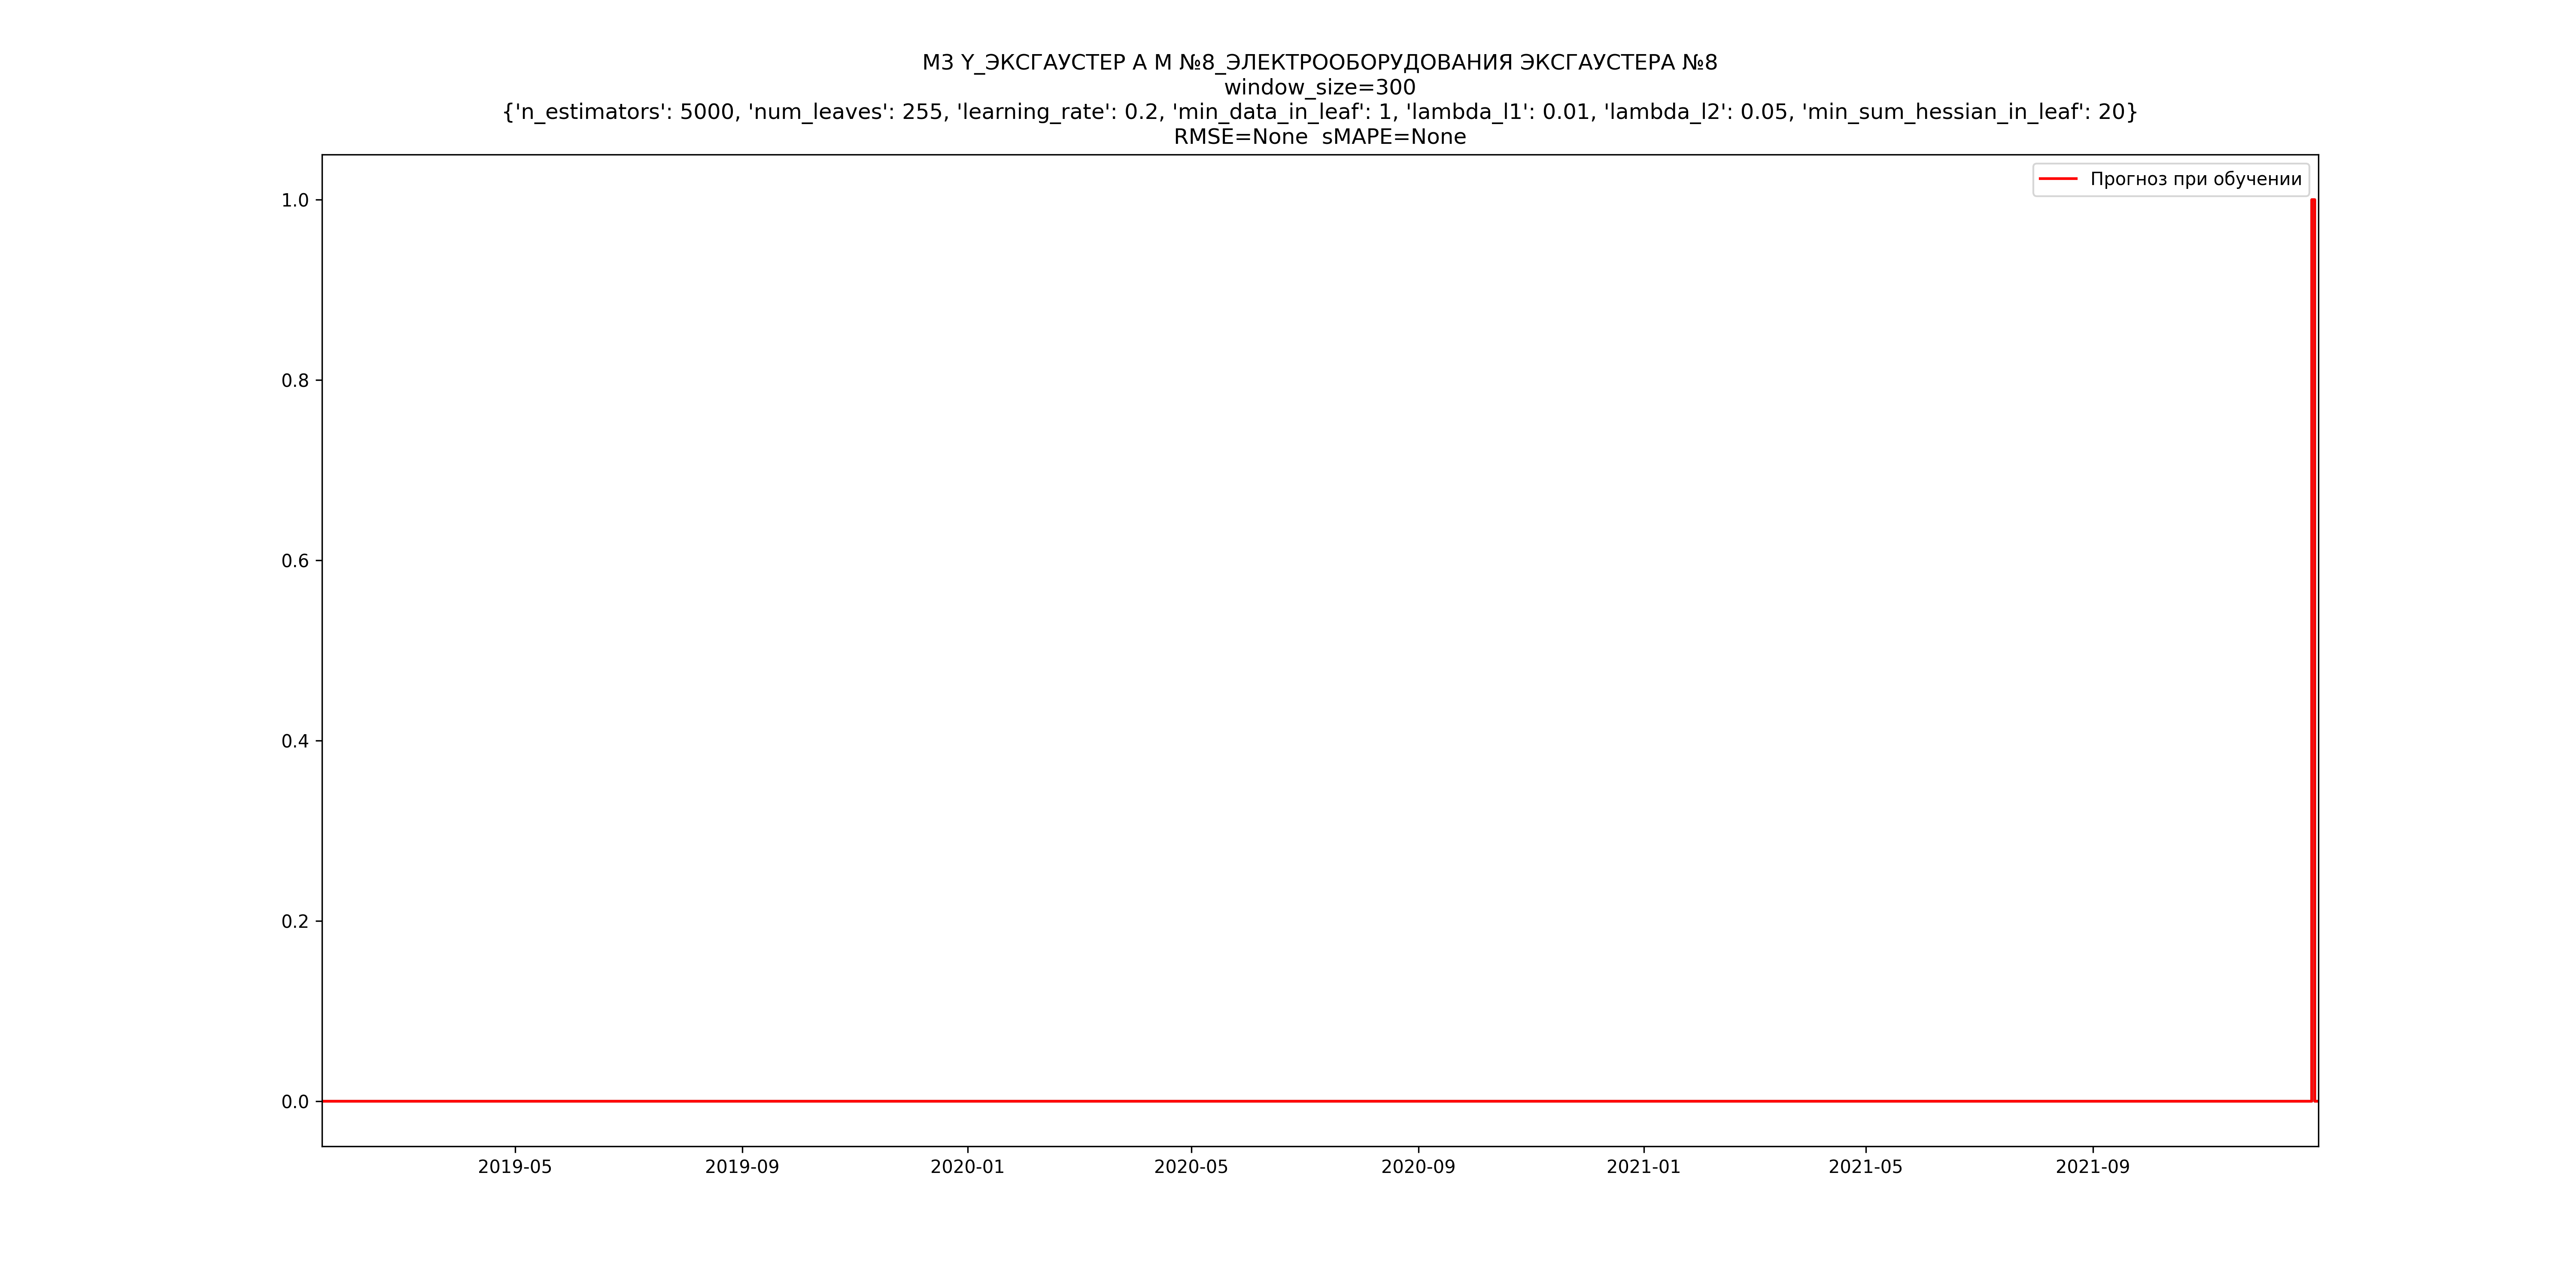 М3 Y_ЭКСГАУСТЕР А М №8_ЭЛЕКТРООБОРУДОВАНИЯ ЭКСГАУСТЕРА №8
window_size=300
{'n_estimators': 5000, 'num_leaves': 255, 'learning_rate': 0.2, 'min_data_in_leaf': 1, 'lambda_l1': 0.01, 'lambda_l2': 0.05, 'min_sum_hessian_in_leaf': 20}
RMSE=None  sMAPE=None
Прогноз при обучении
1.0
0.8
0.6
0.4
0.2
0.0
2019-05 2019-09 2020-01 2020-05 2020-09 2021-01 2021-05 2021-09